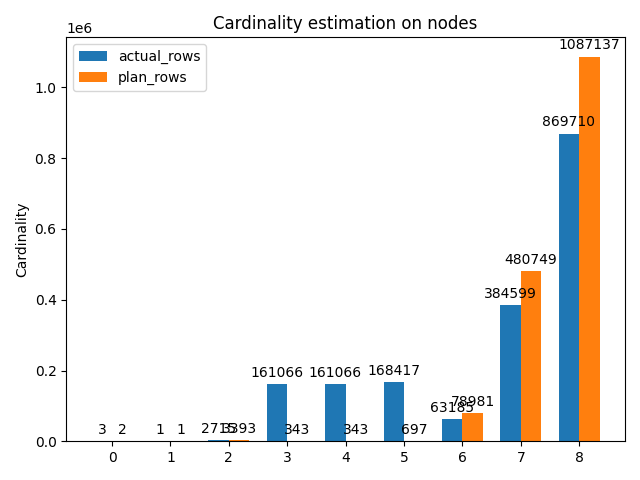 Cardinality estimation on nodes
1e6
actual_rows
plan_rows
Cardinality
1.0
0.8
0.6
0.4
0.2
0.0
3 2 1 1 2715 3393 161066 343 161066 343 168417 697 63185 78981 384599 480749 869710 1087137
0 1 2 3 4 5 6 7 8